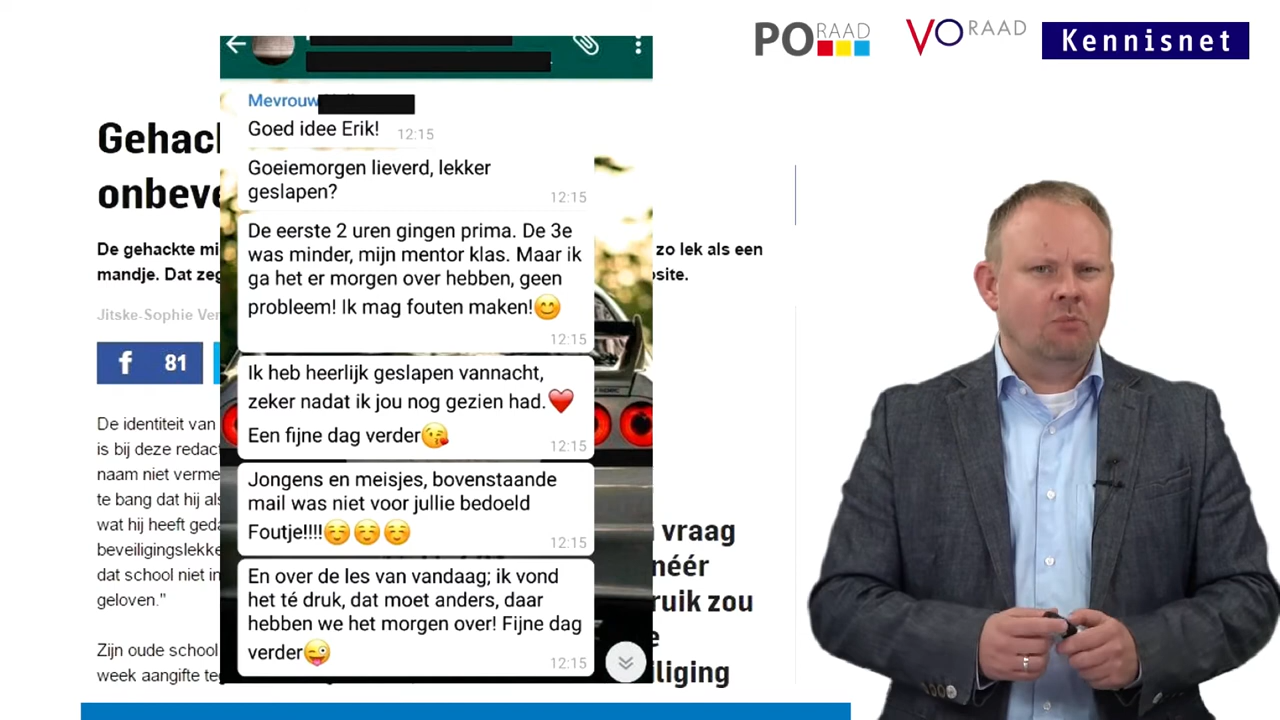 PO RAAD
VO RAAD
Kennisnet
Mevrouw
Goed idee Erik!
12:15
Goeiemorgen lieverd, lekker
geslapen?
12:15
De eerste 2 uren gingen prima. De 3e
was minder, mijn mentor klas. Maar ik
ga het er morgen over hebben, geen
probleem! Ik mag fouten maken!😊
12:15
Ik heb heerlijk geslapen vannacht,
zeker nadat ik jou nog gezien had.❤️
Een fijne dag verder😘
12:15
Jongens en meisjes, bovenstaande
mail was niet voor jullie bedoeld
Foutje!!!!☺️☺️☺️
12:15
En over de les van vandaag; ik vond
het té druk, dat moet anders, daar
hebben we het morgen over! Fijne dag
verder😜
12:15
Gehack
onbeve
De gehackte mi
zo lek als een
mandje. Dat zeg
site.
Jitske-Sophie Ver
f 81
De identiteit van
is bij deze redact
naam niet verme
te bang dat hij als
wat hij heeft geda
beveiligingslekke
dat school niet in
geloven."
Zijn oude school
week aangifte te
vraag
néér
ruik zou
e
iliging